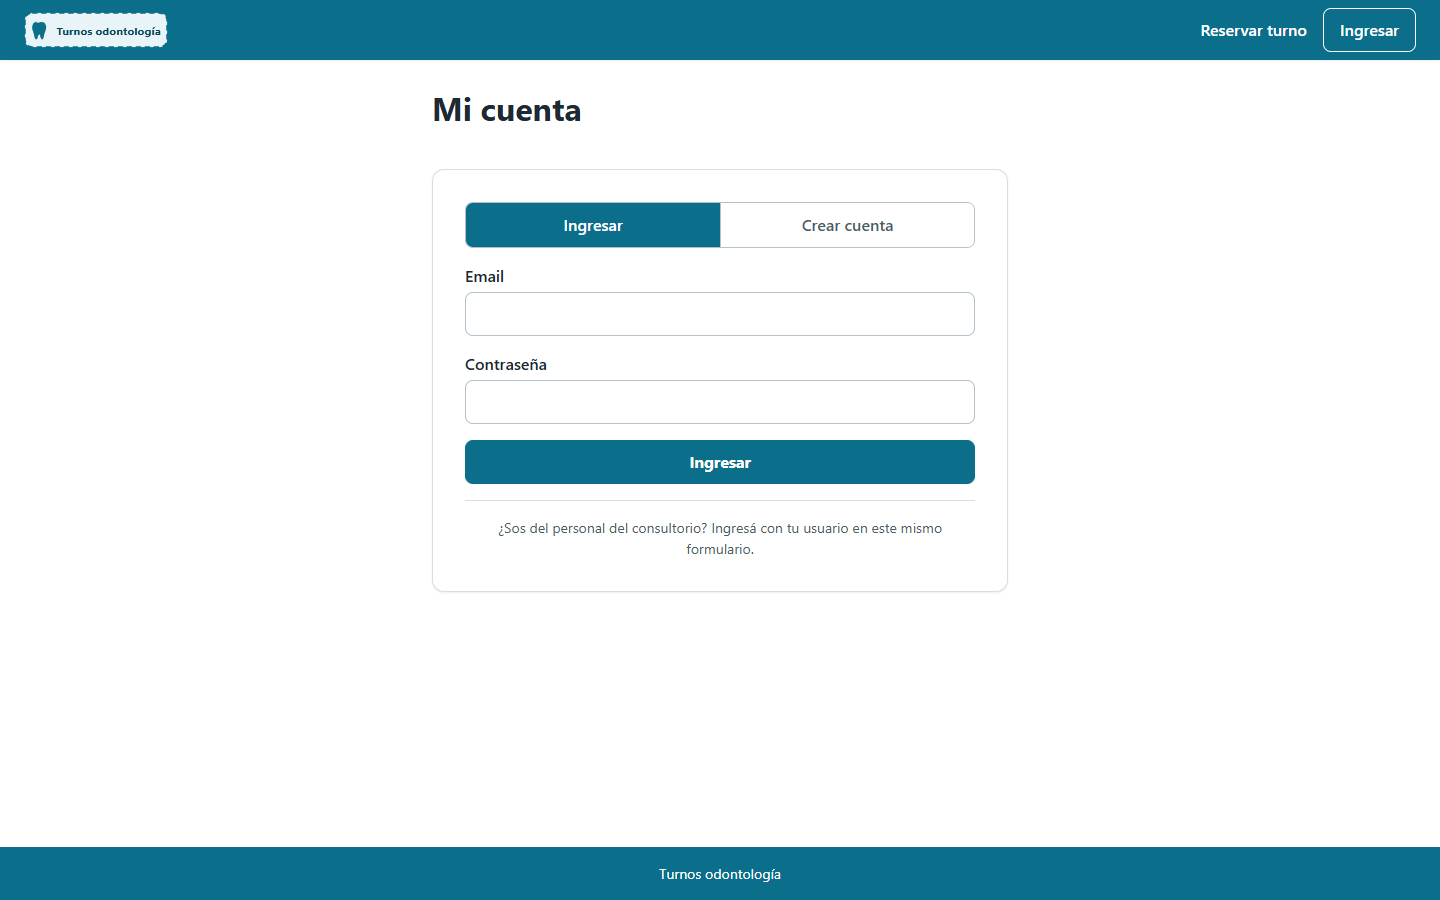 Turnos odontología
Reservar turno
Ingresar
Mi cuenta
Ingresar
Crear cuenta
Email
Contraseña
Ingresar
¿Sos del personal del consultorio? Ingresá con tu usuario en este mismo
formulario.
Turnos odontología